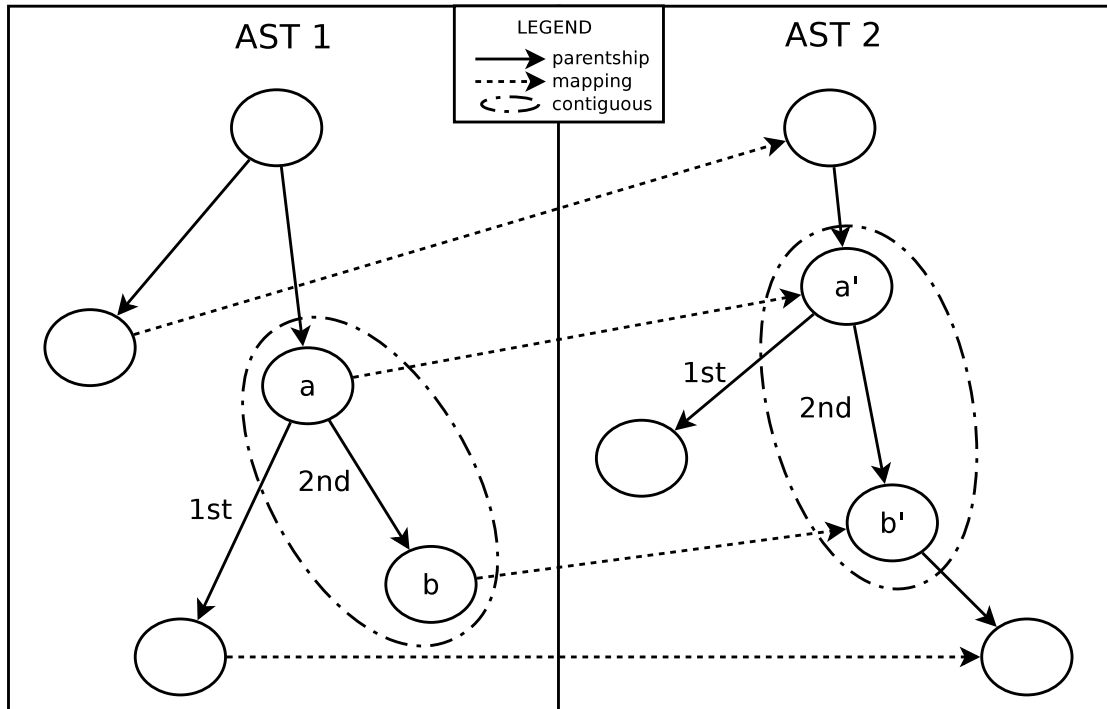 AST 1
LEGEND
parentship
mapping
contiguous
AST 2
a
1st
2nd
b
a'
1st
2nd
b'